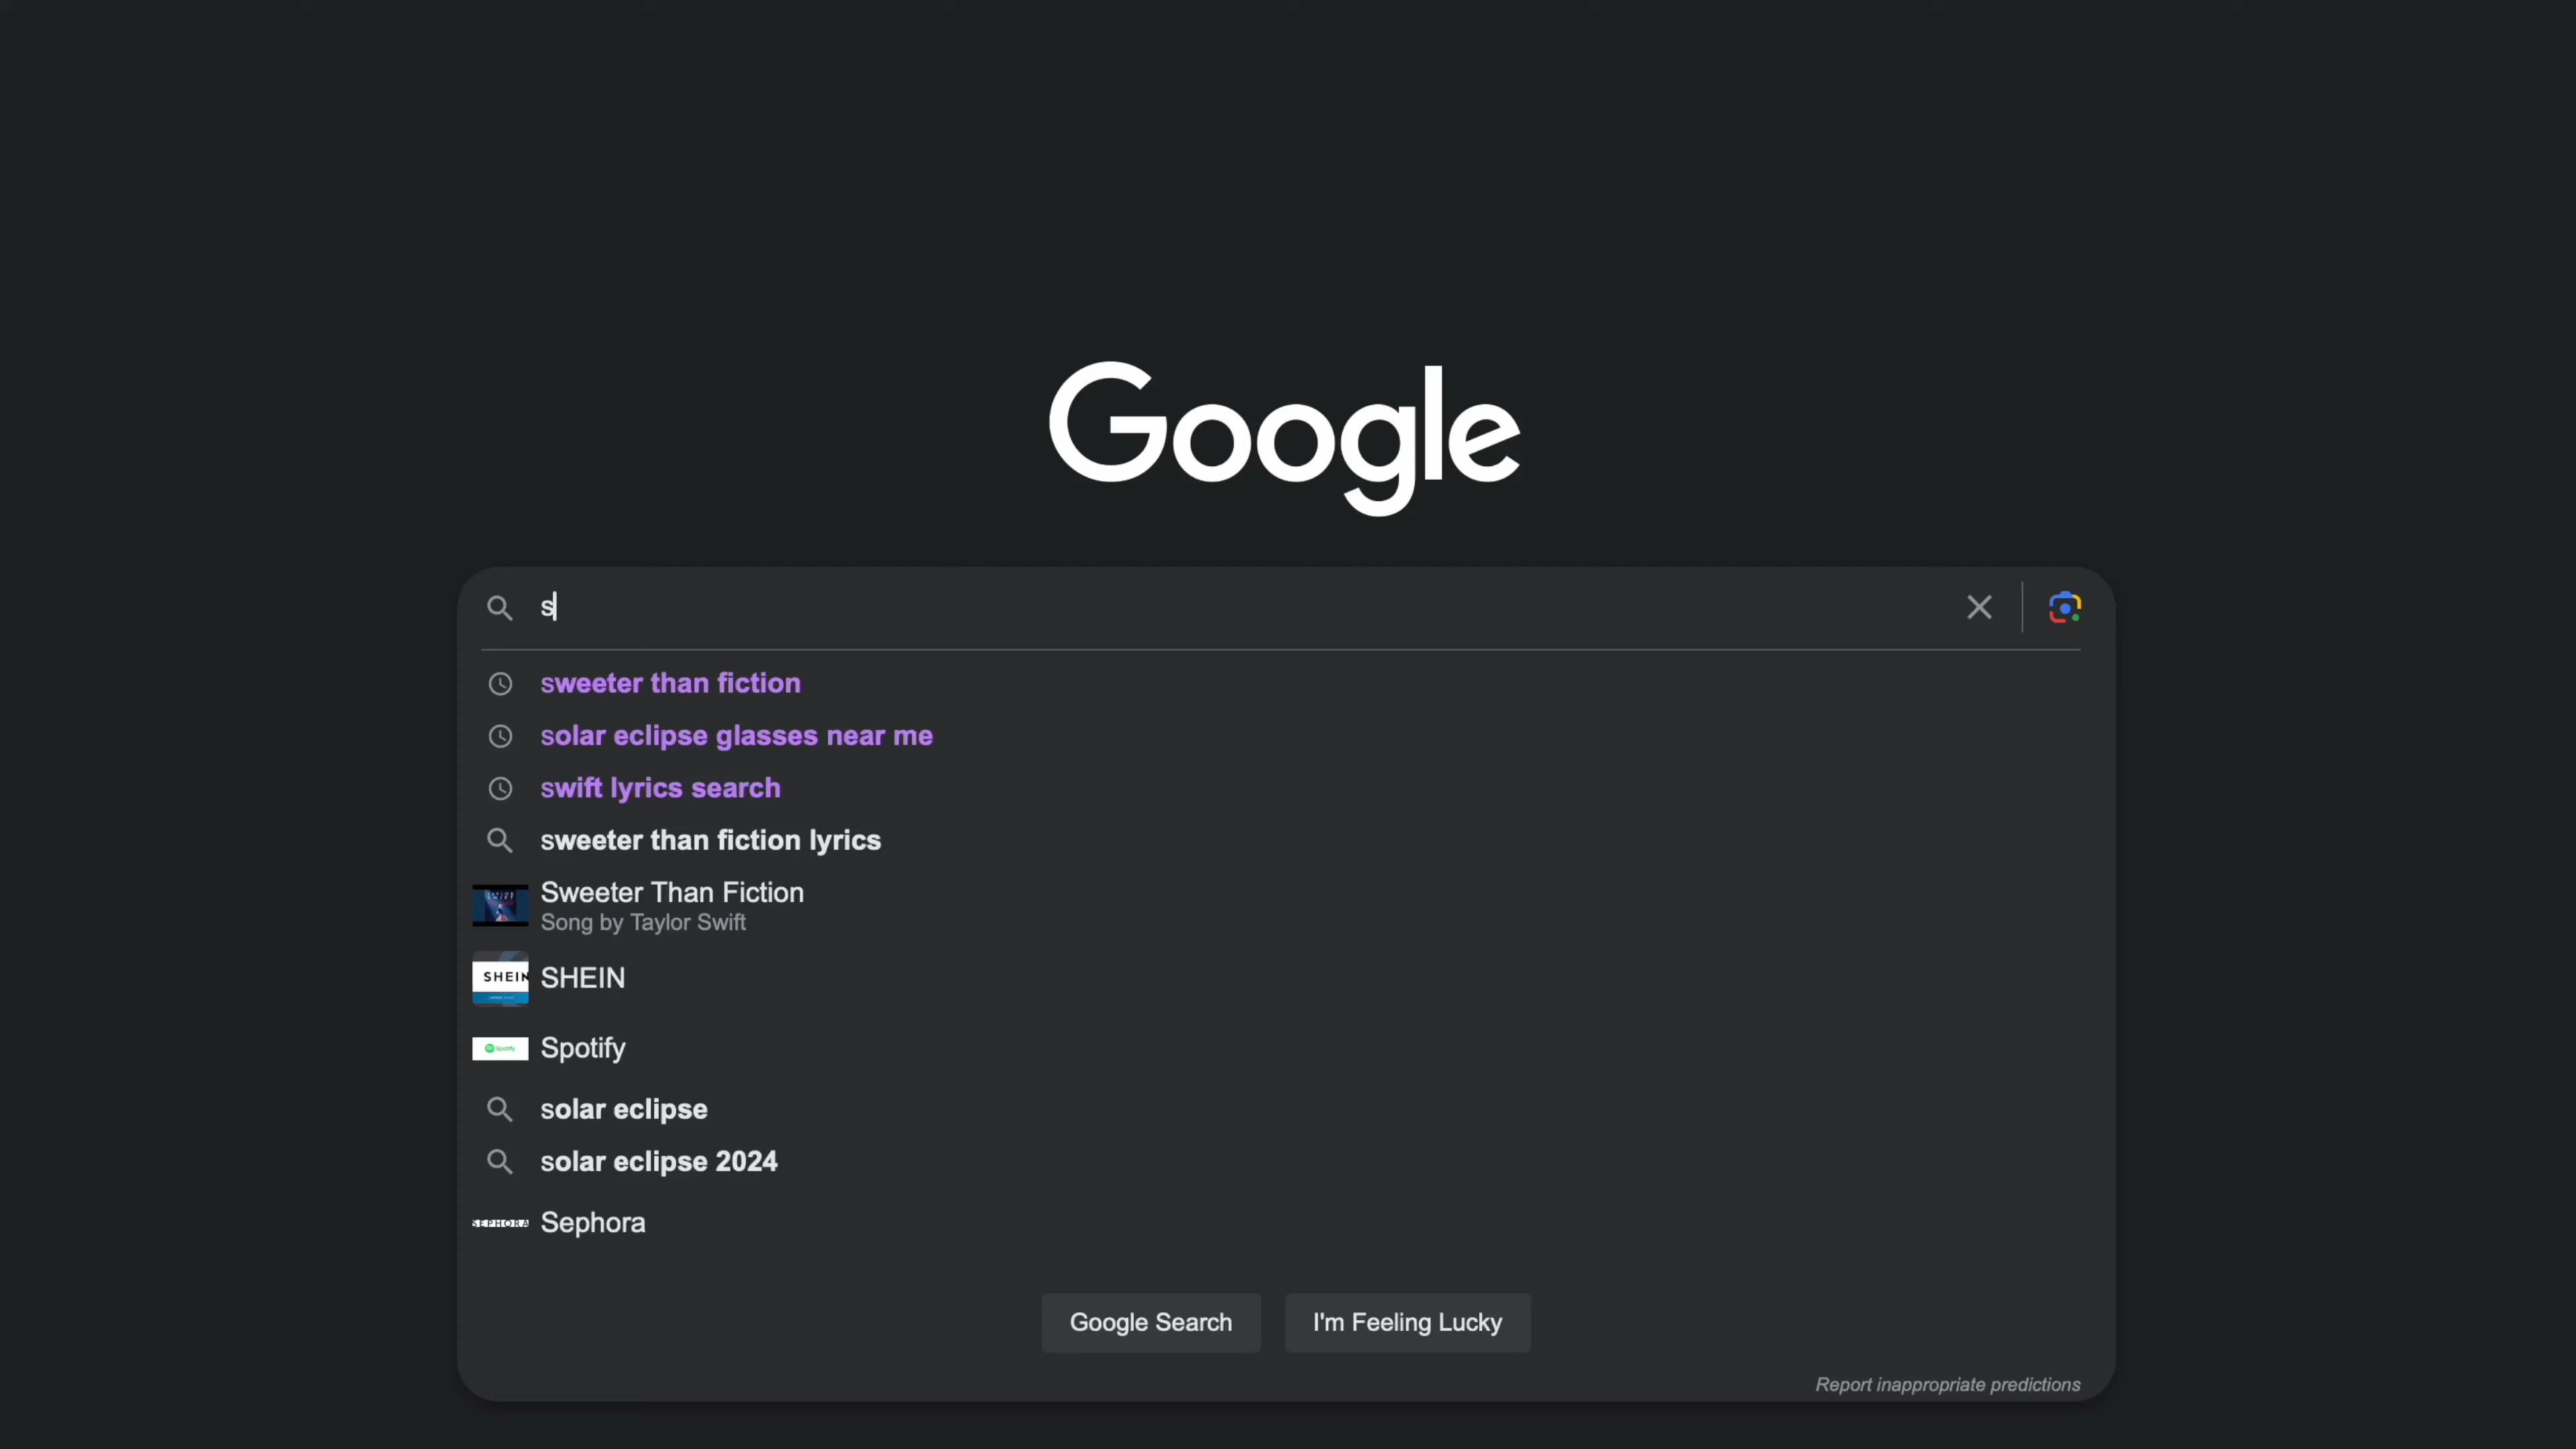 Google
s
sweeter than fiction
solar eclipse glasses near me
swift lyrics search
sweeter than fiction lyrics
Sweeter Than Fiction
Song by Taylor Swift
SHEIN
SHEIN
Spotify
Spotify
solar eclipse
solar eclipse 2024
SEPHORA
Sephora
Google Search
I'm Feeling Lucky
Report inappropriate predictions